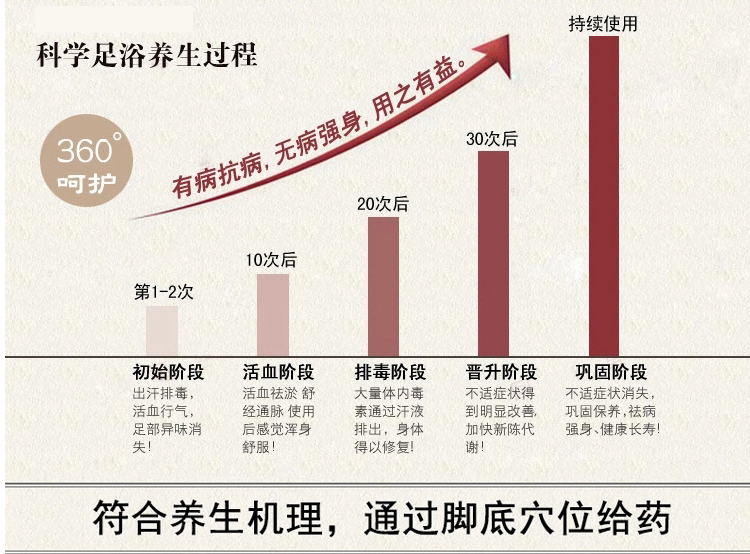 科学足浴养生过程
360°
呵护
有病抗病,无病强身,用之有益。
第1-2次
10次后
20次后
30次后
持续使用
初始阶段
出汗排毒,
活血行气,
足部异味消
失!
活血阶段
活血祛淤 舒
经通脉 使用
后感觉浑身
舒服!
排毒阶段
大量体内毒
素通过汗液
排出，身体
得以修复!
晋升阶段
不适症状得
到明显改善,
加快新陈代
谢!
巩固阶段
不适症状消失,
巩固保养,祛病
强身、健康长寿!
符合养生机理，通过脚底穴位给药